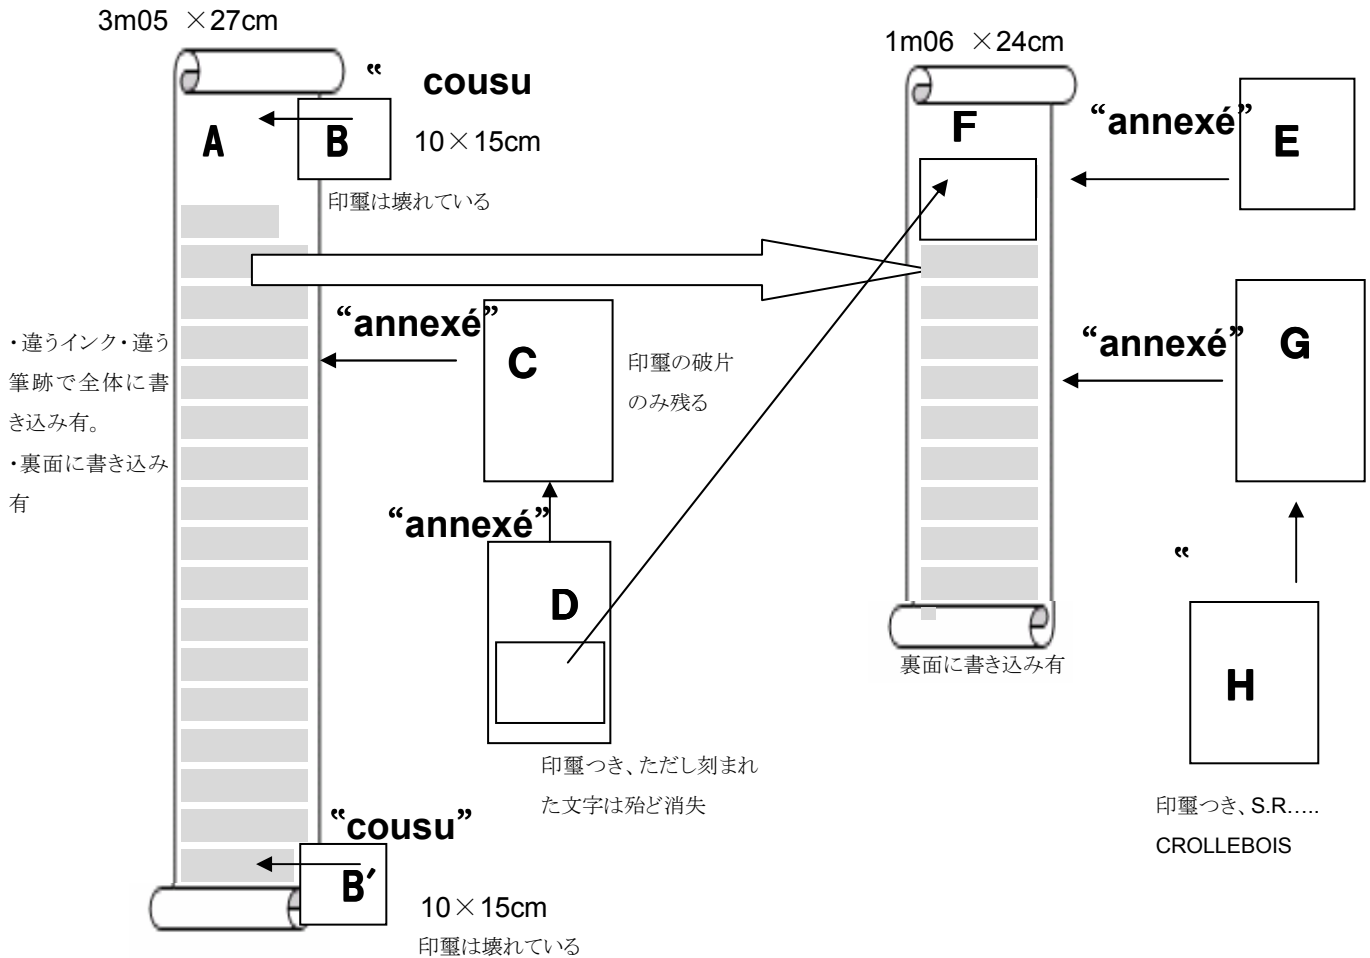 3m05 ×27cm
“ cousu
A
B
10×15cm
印璽は壊れている
・違うインク・違う
筆跡で全体に書
き込み有。
・裏面に書き込み
有
“annexé”
C
印璽の破片
のみ残る
“annexé”
D
印璽つき、ただし刻まれ
た文字は殆ど消失
“cousu”
B′
10×15cm
印璽は壊れている
1m06 ×24cm
F
“annexé”
E
“annexé”
G
“
H
裏面に書き込み有
印璽つき、S.R.....
CROLLEBOIS